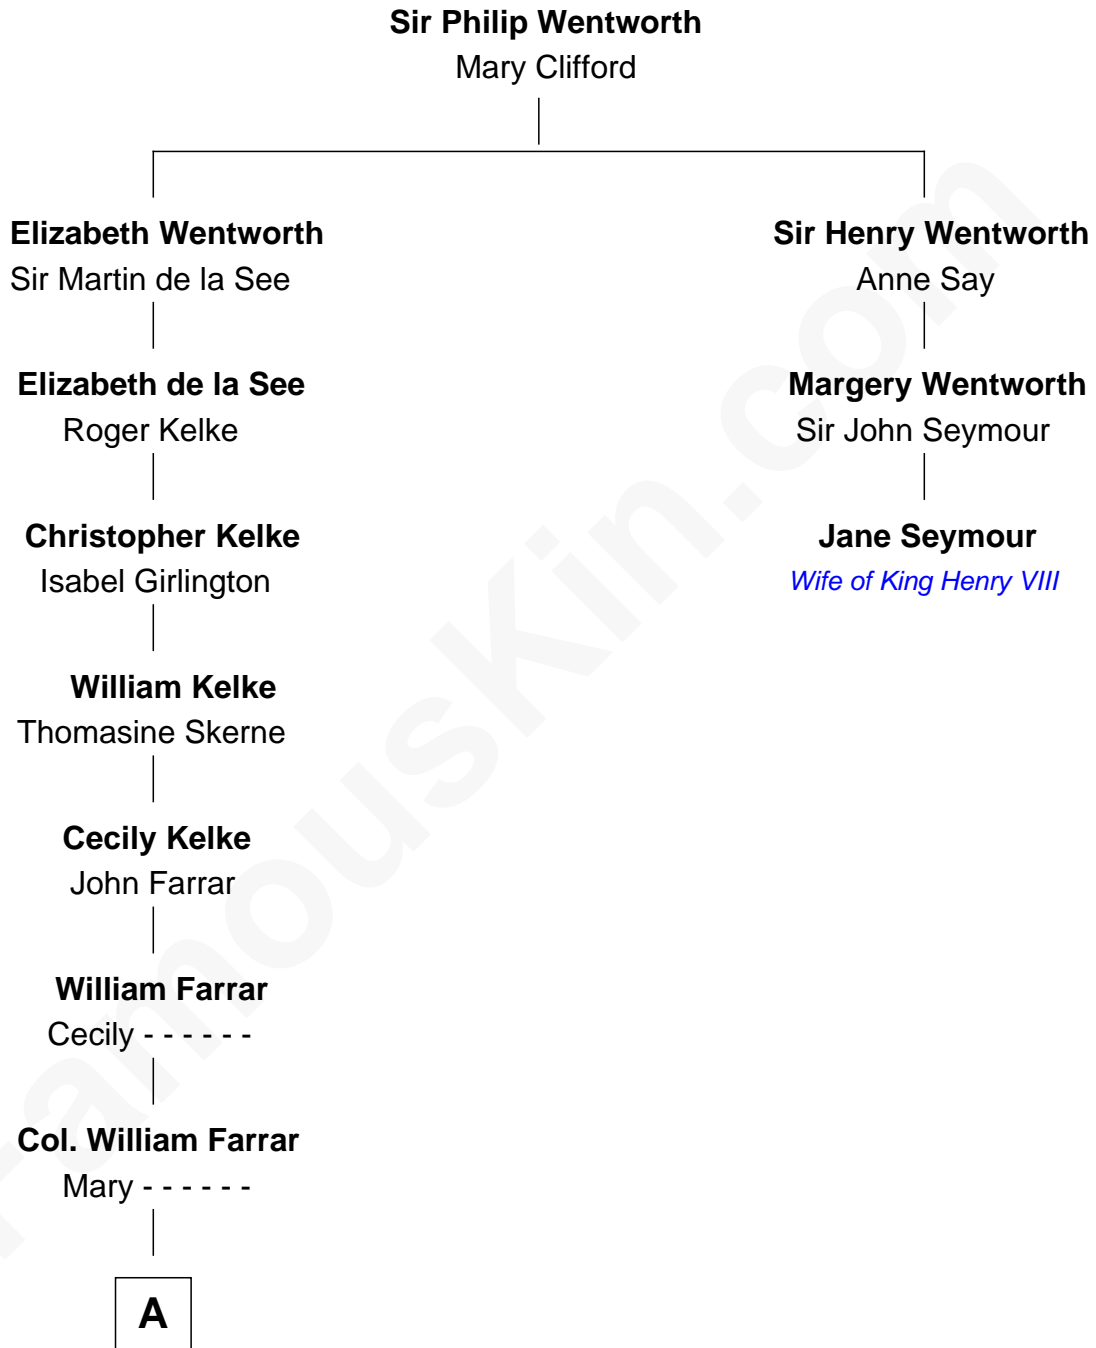 Sir Philip Wentworth
Mary Clifford
Elizabeth Wentworth
Sir Martin de la See
Elizabeth de la See
Roger Kelke
Christopher Kelke
Isabel Girlington
William Kelke
Thomasine Skerne
Cecily Kelke
John Farrar
William Farrar
Cecily - - - - - -
Col. William Farrar
Mary - - - - - -
A
Sir Henry Wentworth
Anne Say
Margery Wentworth
Sir John Seymour
Jane Seymour
Wife of King Henry VIII
FamousKin.com